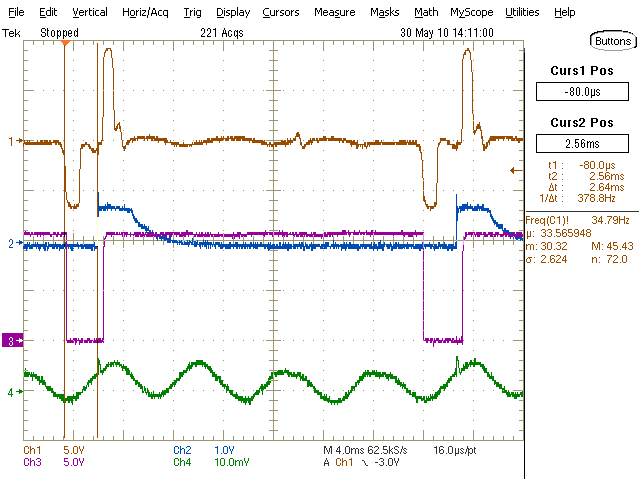 File Edit Vertical Horiz/Acq Trig Display Cursors Measure Masks Math MyScope Utilities Help
Tek Stopped 221 Acqs 30 May 10 14:11:00
Buttons
Curs1 Pos
-80.0µs
Curs2 Pos
2.56ms
t1 : -80.0µs
t2 : 2.56ms
Δt : 2.64ms
1/Δt : 378.8Hz
Freq(C1)! 34.79Hz
µ: 33.565948
m: 30.32 M: 45.43
σ: 2.624 n: 72.0
1
2
3
4
Ch1 5.0V Ch2 1.0V M 4.0ms 62.5kS/s 16.0µs/pt
Ch3 5.0V Ch4 10.0mV A Ch1 -3.0V